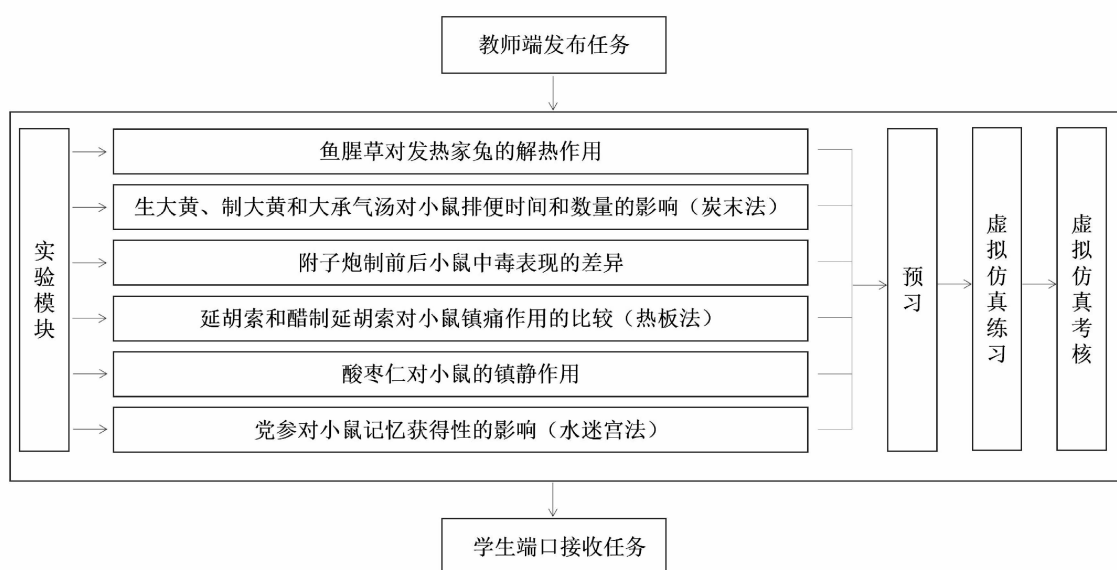 教师端发布任务
实验模块
鱼腥草对发热家兔的解热作用
生大黄、制大黄和大承气汤对小鼠排便时间和数量的影响（炭末法）
附子炮制前后小鼠中毒表现的差异
延胡索和醋制延胡索对小鼠镇痛作用的比较（热板法）
酸枣仁对小鼠的镇静作用
党参对小鼠记忆获得性的影响（水迷宫法）
预习
虚拟仿真练习
虚拟仿真考核
学生端口接收任务